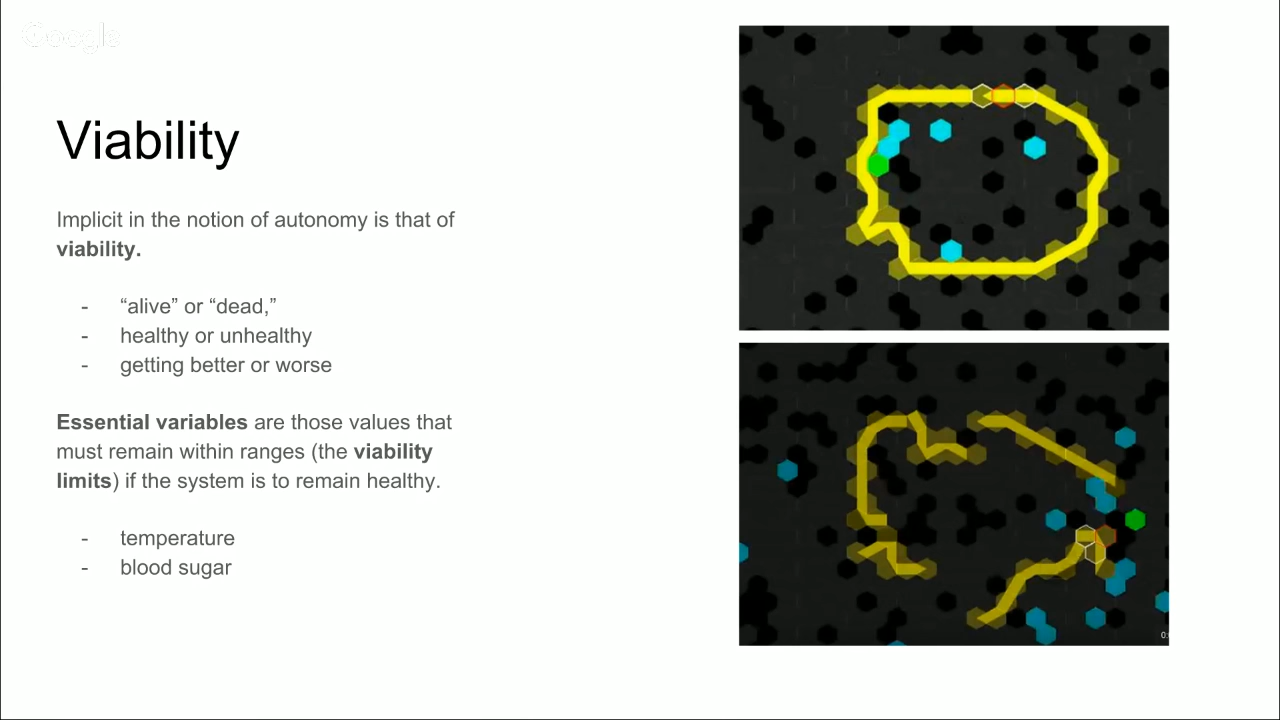 Google
Viability
Implicit in the notion of autonomy is that of
viability.
- “alive” or “dead,”
- healthy or unhealthy
- getting better or worse
Essential variables are those values that
must remain within ranges (the viability
limits) if the system is to remain healthy.
- temperature
- blood sugar